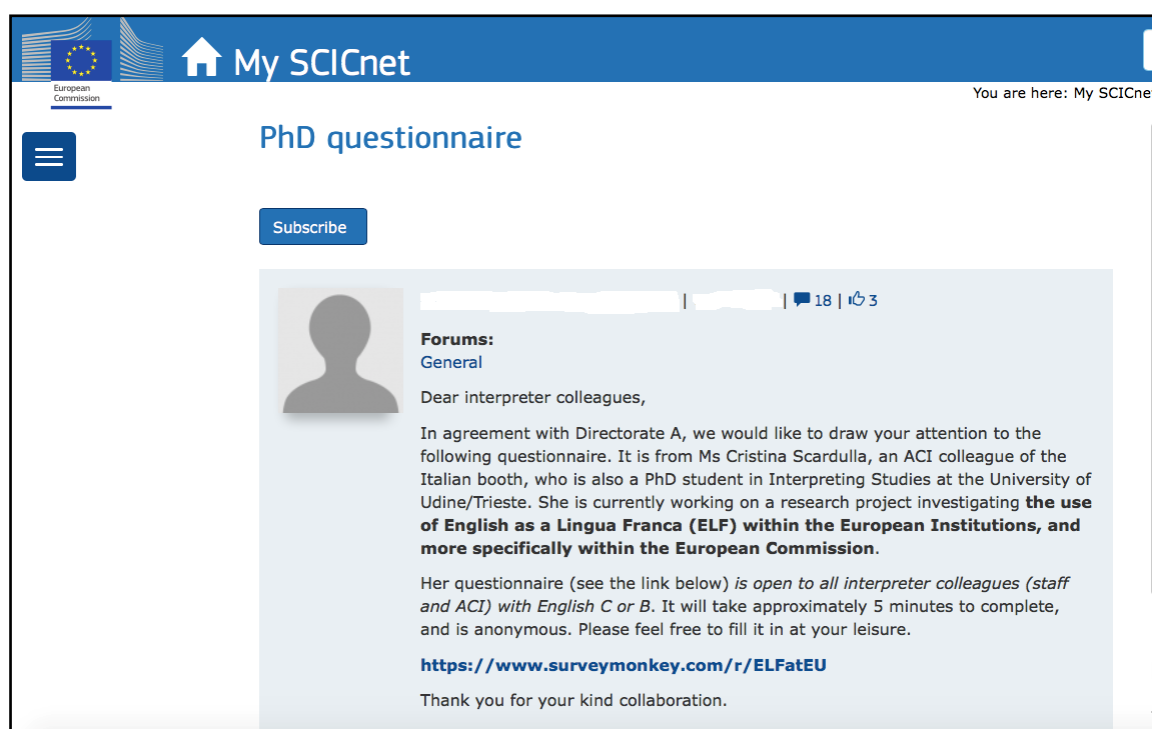 My SCICnet
European
Commission
You are here: My SCICne
PhD questionnaire
Subscribe
| | 18 | 3
Forums:
General
Dear interpreter colleagues,
In agreement with Directorate A, we would like to draw your attention to the
following questionnaire. It is from Ms Cristina Scardulla, an ACI colleague of the
Italian booth, who is also a PhD student in Interpreting Studies at the University of
Udine/Trieste. She is currently working on a research project investigating the use
of English as a Lingua Franca (ELF) within the European Institutions, and
more specifically within the European Commission.
Her questionnaire (see the link below) is open to all interpreter colleagues (staff
and ACI) with English C or B. It will take approximately 5 minutes to complete,
and is anonymous. Please feel free to fill it in at your leisure.
https://www.surveymonkey.com/r/ELFatEU
Thank you for your kind collaboration.